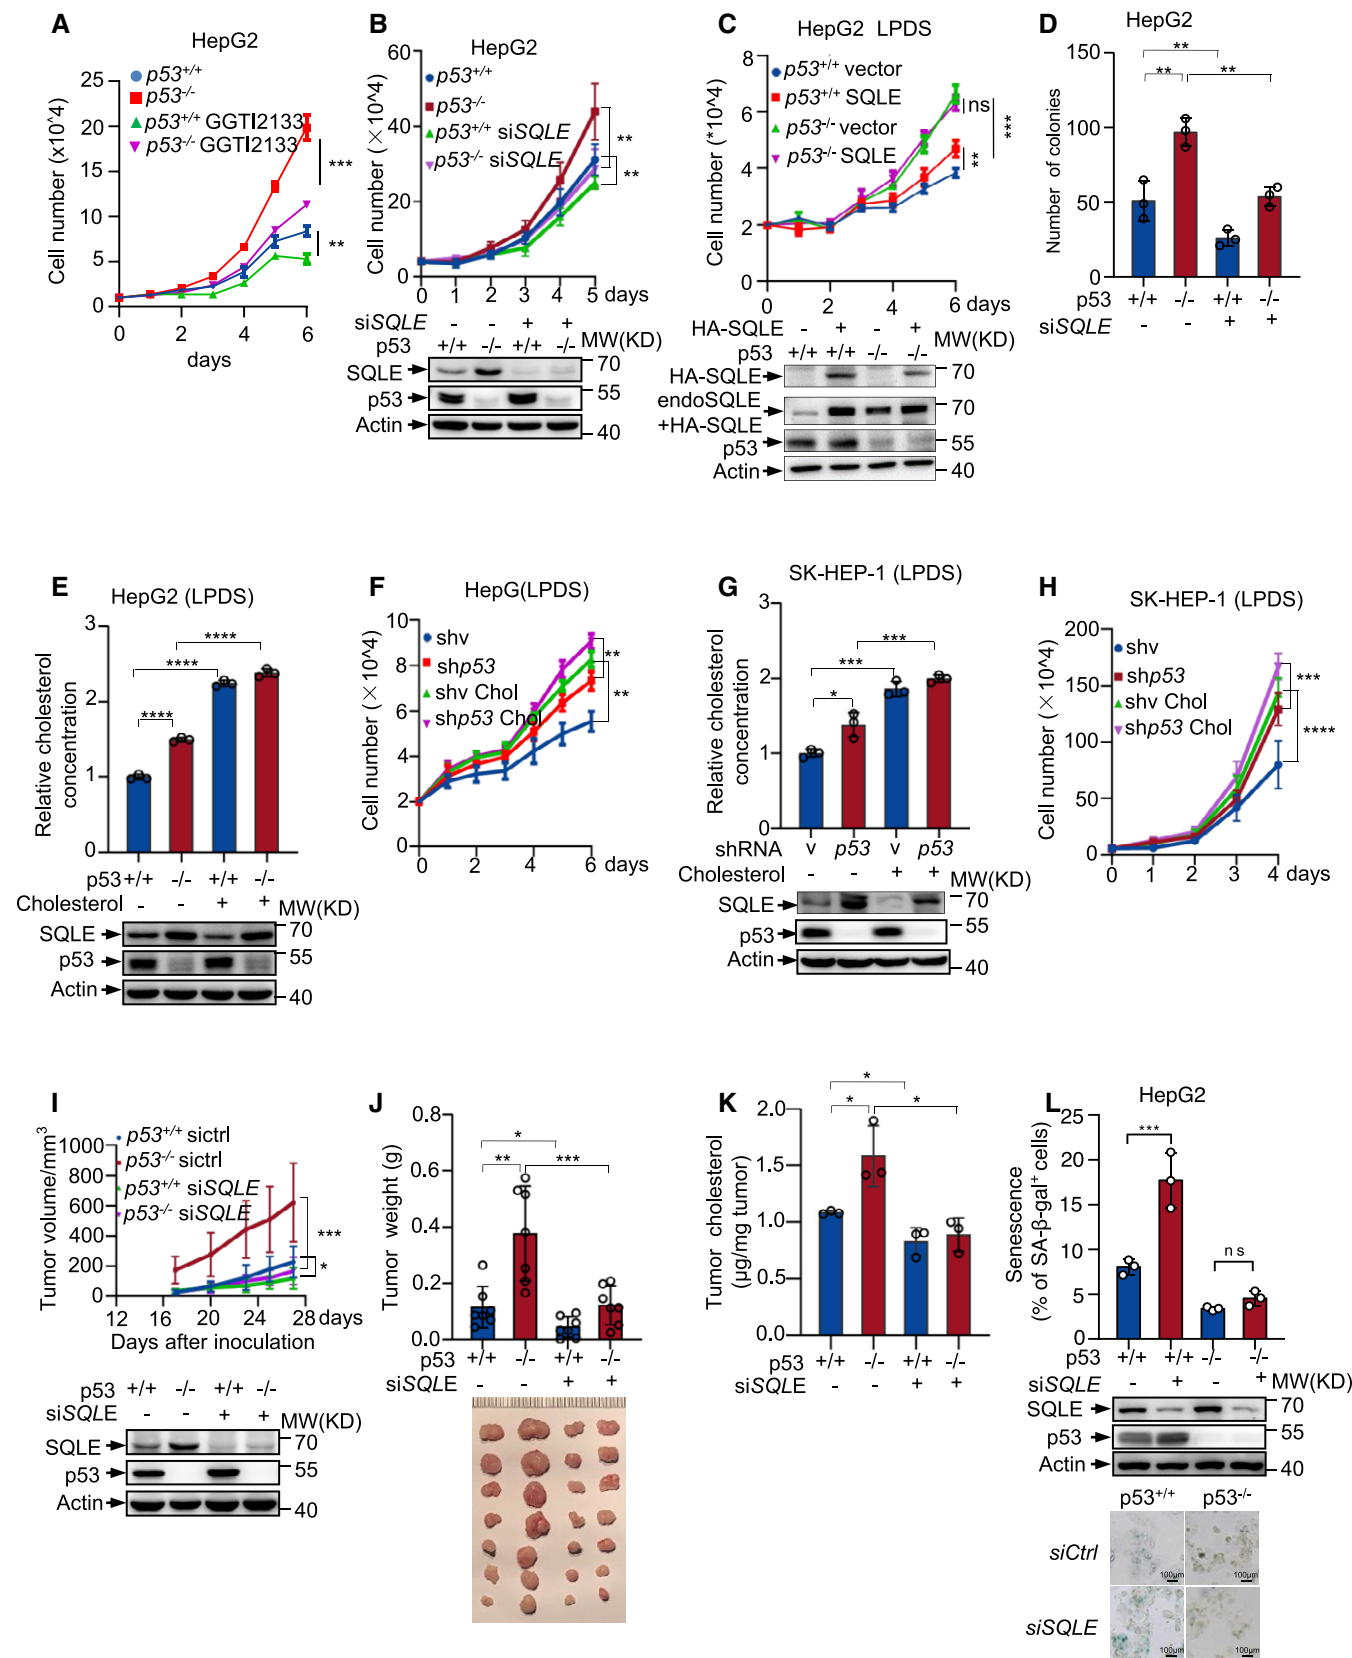 A
HepG2
Cell number (x10^4)
25
20
15
10
5
0
0
2
4
6
days
p53+/+
p53-/-
p53+/+ GGTI2133
p53-/- GGTI2133
***
**
B
HepG2
Cell number (×10^4)
60
40
20
0
0 1 2 3 4 5 days
p53+/+
p53-/-
p53+/+ siSQLE
p53-/- siSQLE
**
**
siSQLE - - + + MW(KD)
p53 +/+ -/- +/+ -/-
SQLE 70
p53 55
Actin 40
C
HepG2 LPDS
Cell number (*10^4)
8
6
4
2
0
0 2 4 6 days
p53+/+ vector
p53+/+ SQLE
p53-/- vector
p53-/- SQLE
ns
***
**
HA-SQLE - + - + MW(KD)
p53 +/+ +/+ -/- -/-
HA-SQLE 70
endoSQLE
+HA-SQLE 70
p53 55
Actin 40
D
HepG2
Number of colonies
150
100
50
0
**
** **
p53 +/+ -/- +/+ -/-
siSQLE - - + +
E
HepG2 (LPDS)
Relative cholesterol
concentration
3
2
1
0
****
****
****
p53 +/+ -/- +/+ -/-
Cholesterol - - + + MW(KD)
SQLE 70
p53 55
Actin 40
F
HepG(LPDS)
Cell number (×10^4)
10
8
6
4
2
0
0 2 4 6 days
shv
shp53
shv Chol
shp53 Chol
**
**
G
SK-HEP-1 (LPDS)
Relative cholesterol
concentration
3
2
1
0
***
***
*
shRNA v p53 v p53
Cholesterol - - + + MW(KD)
SQLE 70
p53 55
Actin 40
H
SK-HEP-1 (LPDS)
Cell number (×10^4)
200
150
100
50
0
0 1 2 3 4 days
shv
shp53
shv Chol
shp53 Chol
***
****
I
Tumor volume/mm3
1000
800
600
400
200
0
12 16 20 24 28 days
Days after inoculation
p53+/+ sictrl
p53-/- sictrl
p53+/+ siSQLE
p53-/- siSQLE
***
*
p53 +/+ -/- +/+ -/-
siSQLE - - + + MW(KD)
SQLE 70
p53 55
Actin 40
J
Tumor weight (g)
0.8
0.6
0.4
0.2
0.0
*
** ***
p53 +/+ -/- +/+ -/-
siSQLE - - + +
K
Tumor cholesterol
(µg/mg tumor)
2.0
1.5
1.0
0.5
0.0
*
* *
p53 +/+ -/- +/+ -/-
siSQLE - - + +
L
HepG2
Senescence
(% of SA-β-gal+ cells)
25
20
15
10
5
0
***
ns
p53 +/+ +/+ -/- -/-
siSQLE - + - + MW(KD)
SQLE 70
p53 55
Actin 40
p53+/+ p53-/-
siCtrl
100µm 100µm
siSQLE
100µm 100µm